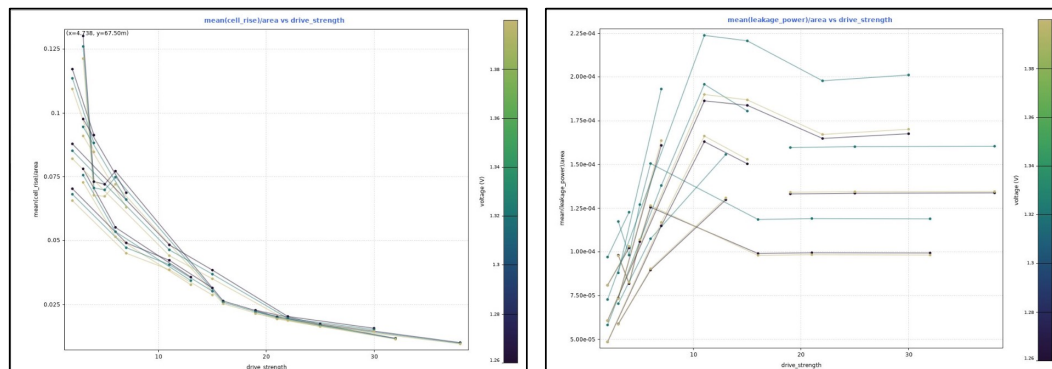 mean(cell_rise)/area vs drive_strength
(x=4.738, y=67.50m)
0.125
0.1
0.075
0.05
0.025
mean(cell_rise)/area
10
20
30
drive_strength
1.38
1.36
1.34
1.32
1.3
1.28
1.26
voltage (V)
mean(leakage_power)/area vs drive_strength
2.25e-04
2.00e-04
1.75e-04
1.50e-04
1.25e-04
1.00e-04
7.50e-05
5.00e-05
mean(leakage_power)/area
10
20
30
drive_strength
1.38
1.36
1.34
1.32
1.3
1.28
1.26
voltage (V)